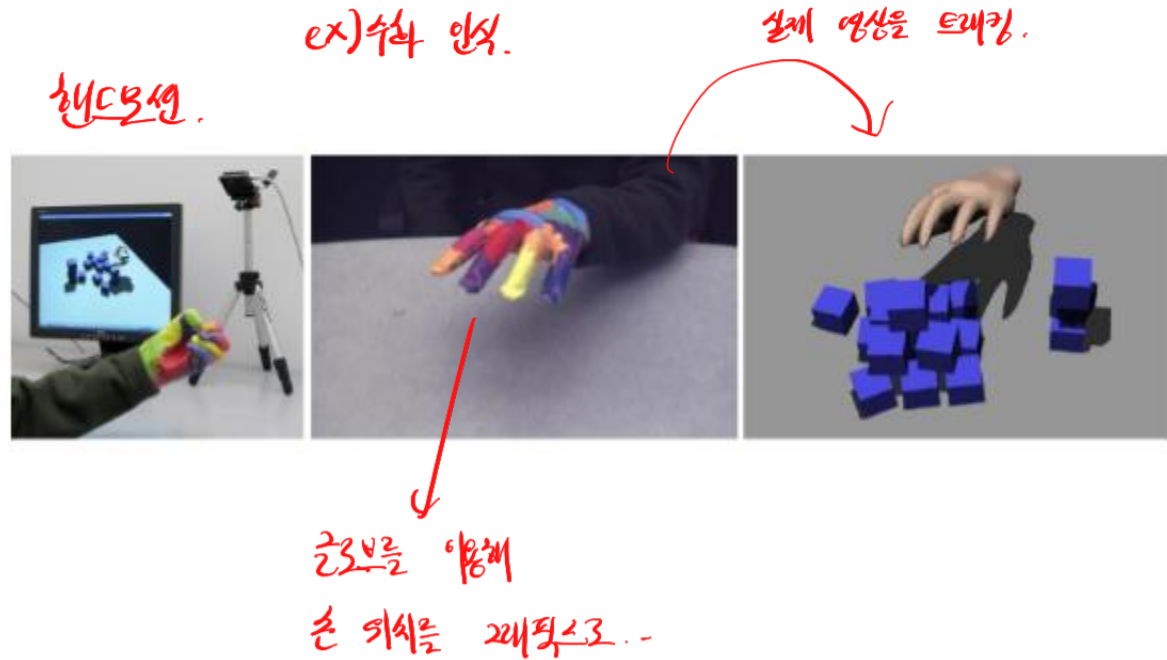 ex) 수화 인식.
실제 영상을 트래킹.
핸드모션.
글로브를 이용해
손 위치를 그래픽스로..-